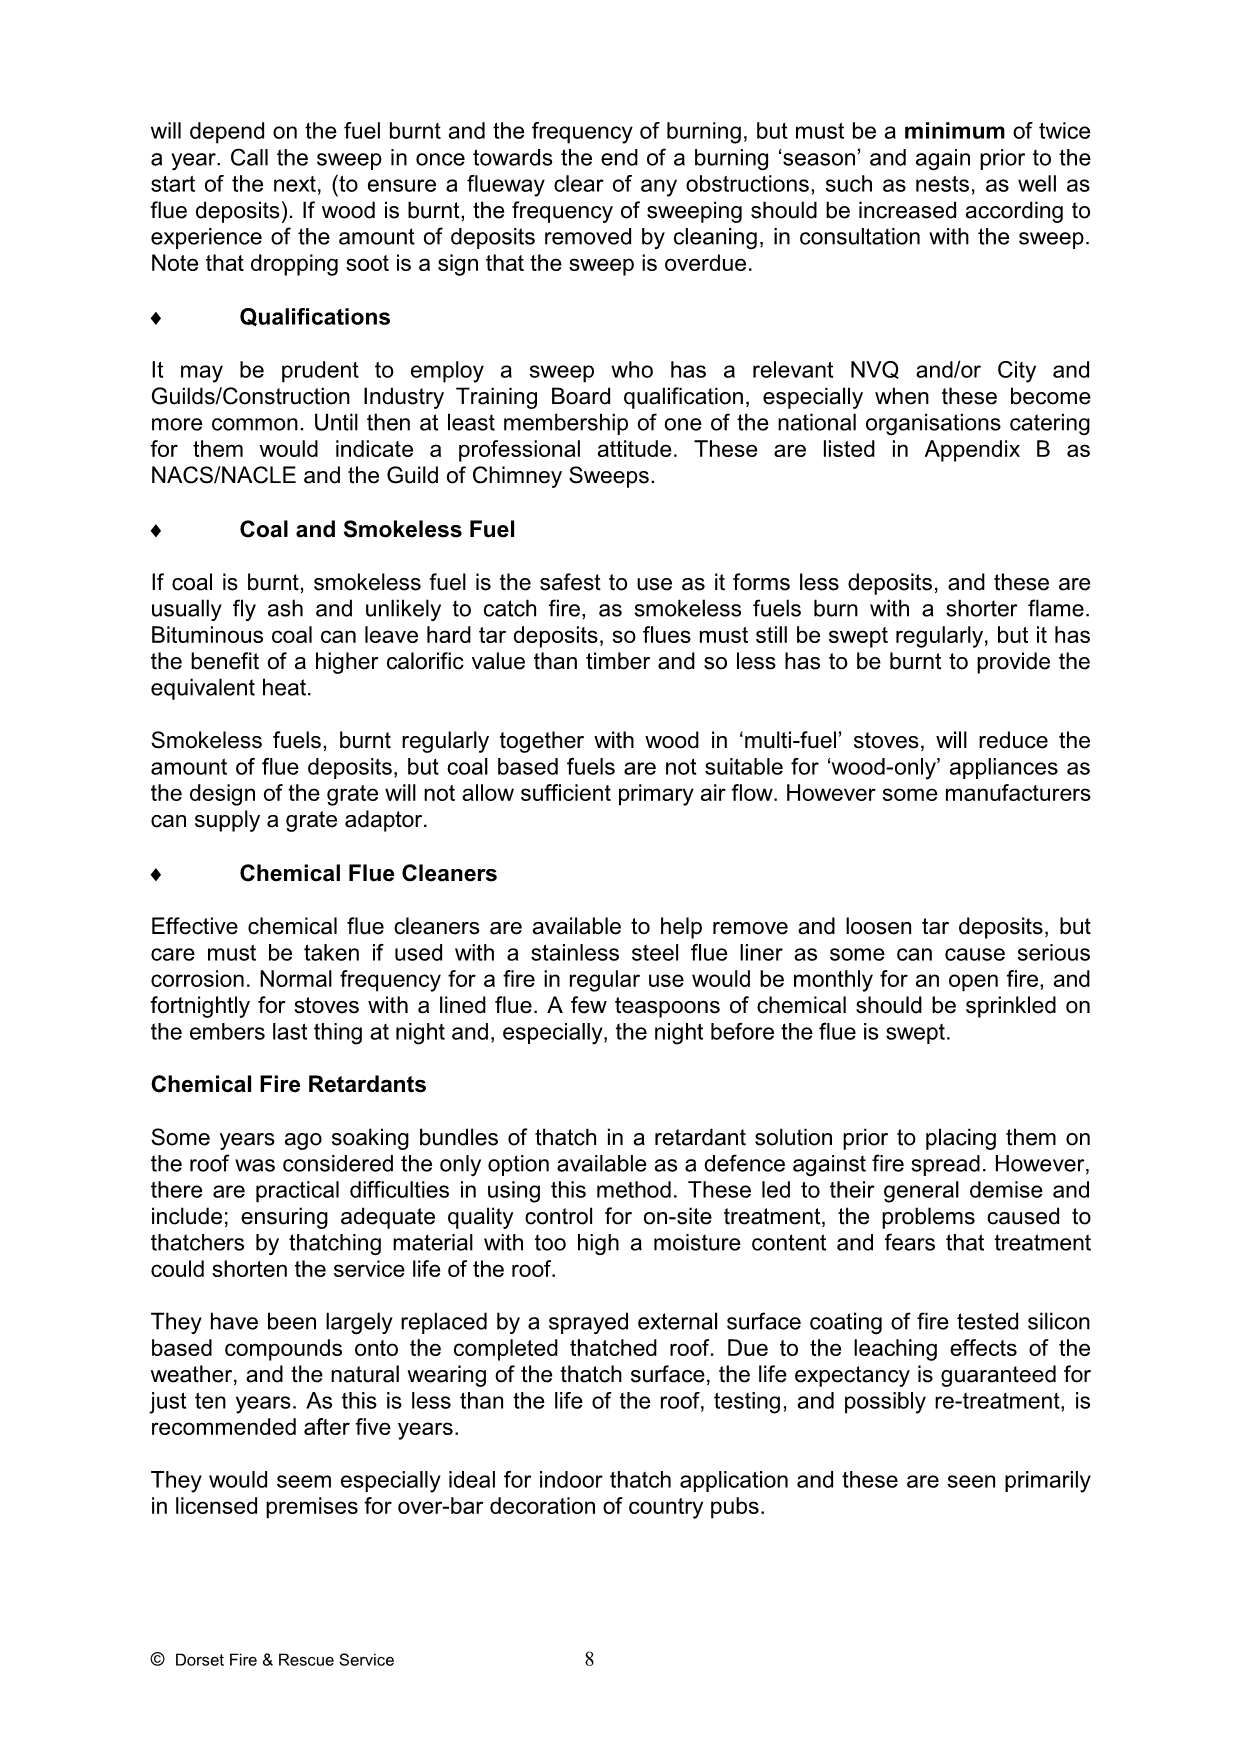 will depend on the fuel burnt and the frequency of burning, but must be a minimum of twice
a year. Call the sweep in once towards the end of a burning ‘season’ and again prior to the
start of the next, (to ensure a flueway clear of any obstructions, such as nests, as well as
flue deposits). If wood is burnt, the frequency of sweeping should be increased according to
experience of the amount of deposits removed by cleaning, in consultation with the sweep.
Note that dropping soot is a sign that the sweep is overdue.
♦ Qualifications
It may be prudent to employ a sweep who has a relevant NVQ and/or City and
Guilds/Construction Industry Training Board qualification, especially when these become
more common. Until then at least membership of one of the national organisations catering
for them would indicate a professional attitude. These are listed in Appendix B as
NACS/NACLE and the Guild of Chimney Sweeps.
♦ Coal and Smokeless Fuel
If coal is burnt, smokeless fuel is the safest to use as it forms less deposits, and these are
usually fly ash and unlikely to catch fire, as smokeless fuels burn with a shorter flame.
Bituminous coal can leave hard tar deposits, so flues must still be swept regularly, but it has
the benefit of a higher calorific value than timber and so less has to be burnt to provide the
equivalent heat.
Smokeless fuels, burnt regularly together with wood in ‘multi-fuel’ stoves, will reduce the
amount of flue deposits, but coal based fuels are not suitable for ‘wood-only’ appliances as
the design of the grate will not allow sufficient primary air flow. However some manufacturers
can supply a grate adaptor.
♦ Chemical Flue Cleaners
Effective chemical flue cleaners are available to help remove and loosen tar deposits, but
care must be taken if used with a stainless steel flue liner as some can cause serious
corrosion. Normal frequency for a fire in regular use would be monthly for an open fire, and
fortnightly for stoves with a lined flue. A few teaspoons of chemical should be sprinkled on
the embers last thing at night and, especially, the night before the flue is swept.
Chemical Fire Retardants
Some years ago soaking bundles of thatch in a retardant solution prior to placing them on
the roof was considered the only option available as a defence against fire spread. However,
there are practical difficulties in using this method. These led to their general demise and
include; ensuring adequate quality control for on-site treatment, the problems caused to
thatchers by thatching material with too high a moisture content and fears that treatment
could shorten the service life of the roof.
They have been largely replaced by a sprayed external surface coating of fire tested silicon
based compounds onto the completed thatched roof. Due to the leaching effects of the
weather, and the natural wearing of the thatch surface, the life expectancy is guaranteed for
just ten years. As this is less than the life of the roof, testing, and possibly re-treatment, is
recommended after five years.
They would seem especially ideal for indoor thatch application and these are seen primarily
in licensed premises for over-bar decoration of country pubs.
© Dorset Fire & Rescue Service 8